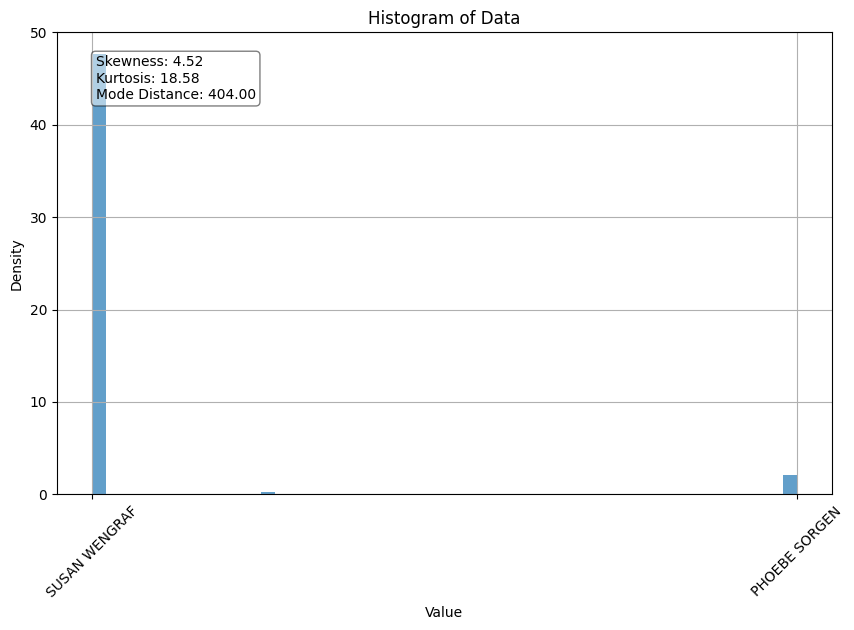 Histogram of Data
Skewness: 4.52
Kurtosis: 18.58
Mode Distance: 404.00
50
40
30
20
10
0
Density
SUSAN WENGRAF
PHOEBE SORGEN
Value